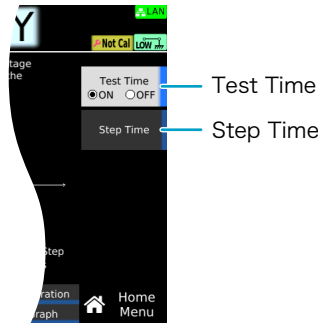 LAN
Y
Not Cal LOW
tage
the
Test Time
ON OFF
Test Time
Step Time
Step Time
Step
ration
raph
Home
Menu